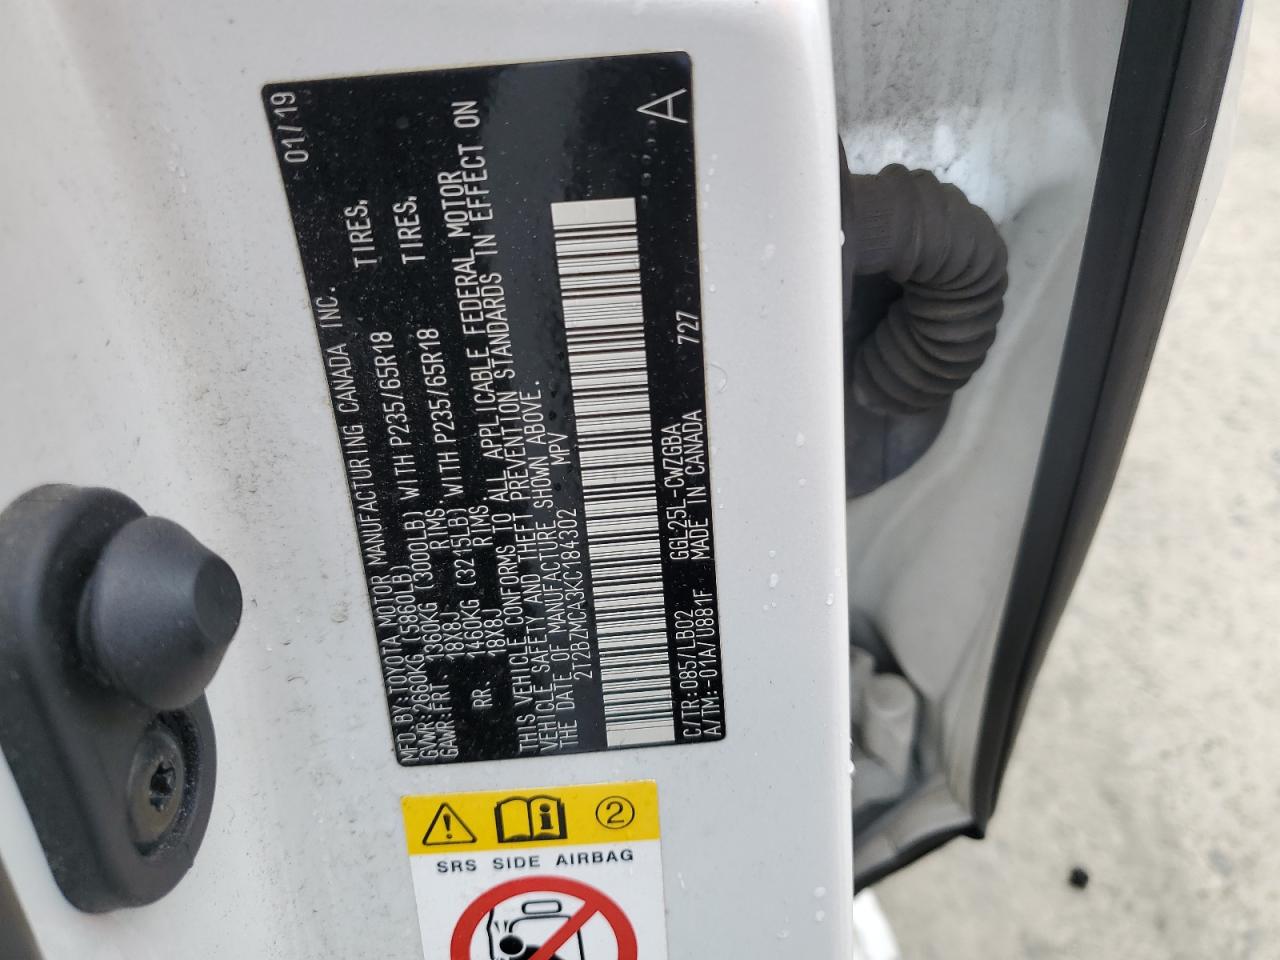 MFD. BY: TOYOTA MOTOR MANUFACTURING CANADA INC. 01/19
GVWR: 2660KG (5860LB)
GAWR: FRT. 1360KG (3000LB) WITH P235/65R18 TIRES,
18X8J RIMS
RR. 1460KG (3215LB) WITH P235/65R18 TIRES,
18X8J RIMS.
THIS VEHICLE CONFORMS TO ALL APPLICABLE FEDERAL MOTOR
VEHICLE SAFETY AND THEFT PREVENTION STANDARDS IN EFFECT ON
THE DATE OF MANUFACTURE SHOWN ABOVE.
2T2BZMCA3KC184302 MPV
C/TR: 085/LB02 GGL25L-CWZGBA 727
A/TM: -01A/U881F MADE IN CANADA
A
2
SRS SIDE AIRBAG